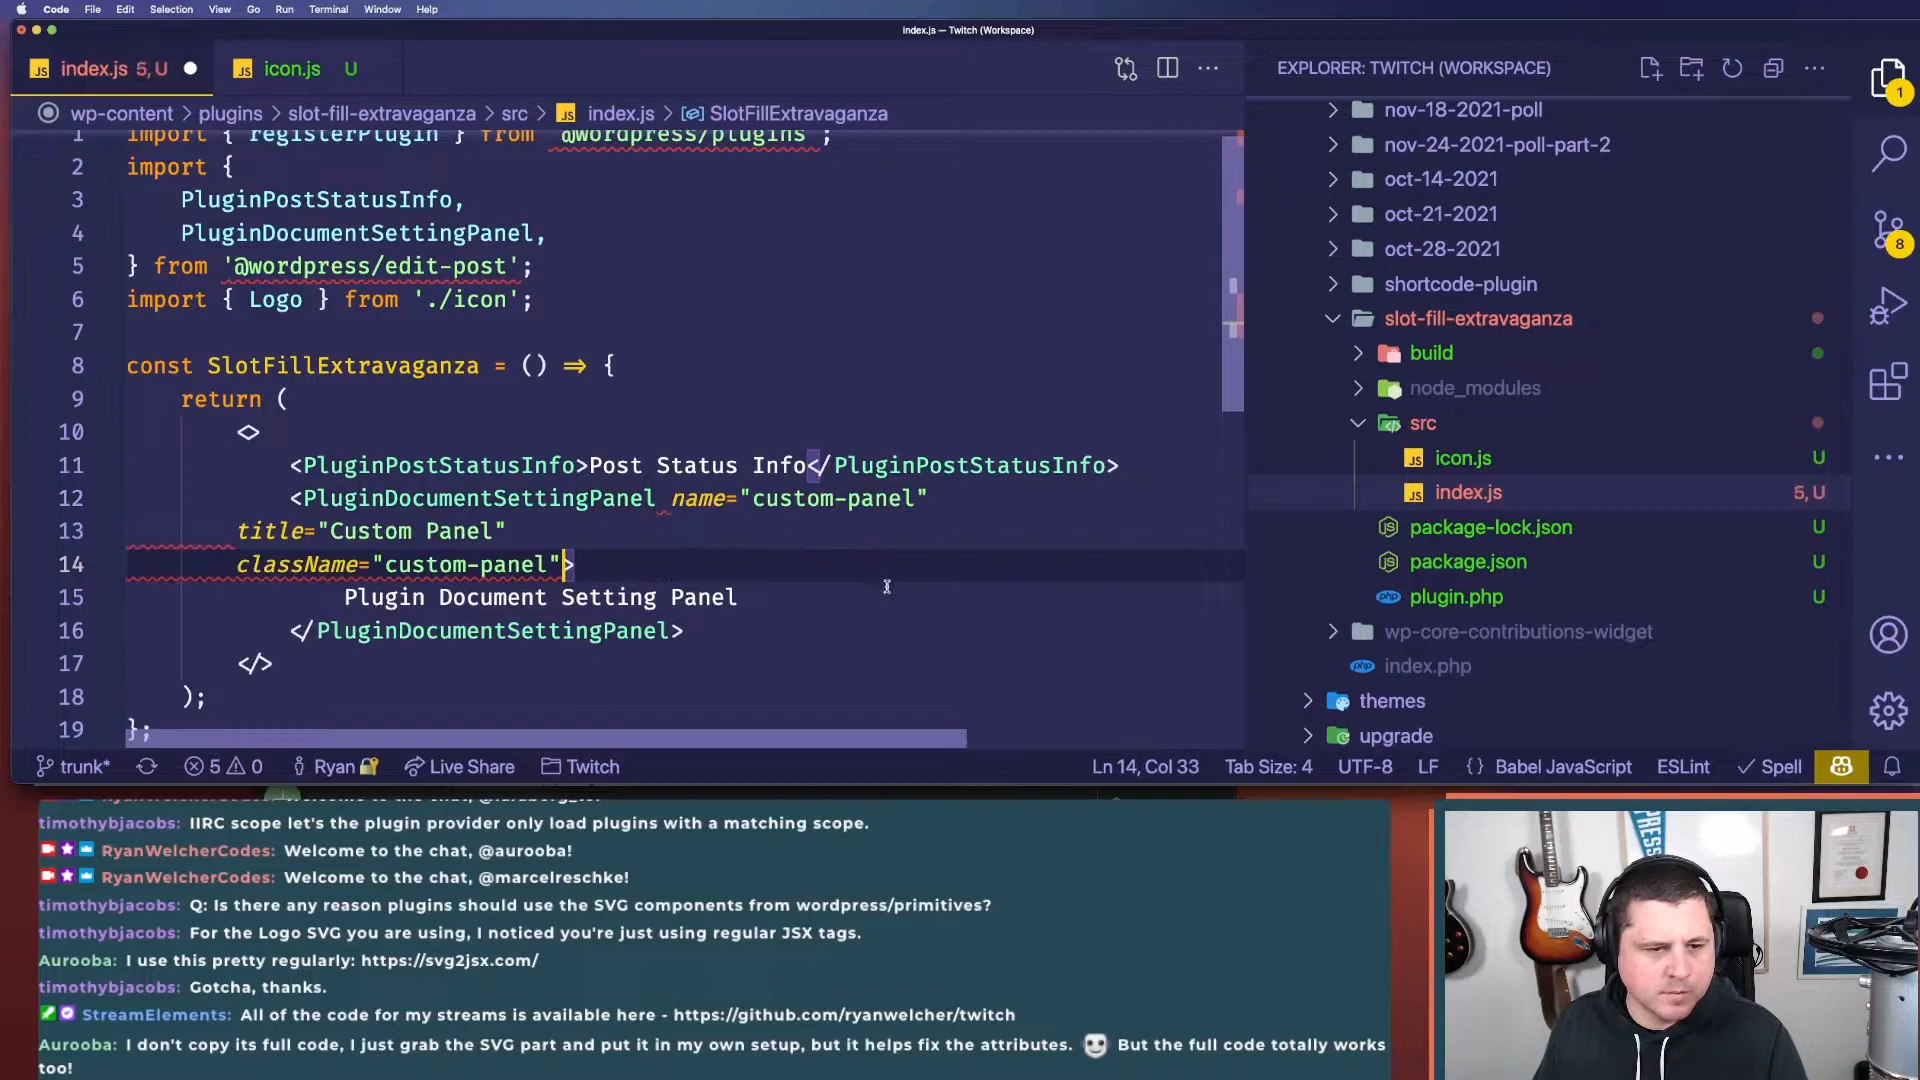 Code File Edit Selection View Go Run Terminal Window Help
index.js — Twitch (Workspace)
index.js 5, U
icon.js U
EXPLORER: TWITCH (WORKSPACE)
wp-content > plugins > slot-fill-extravaganza > src > index.js > SlotFillExtravaganza
1 import { registerPlugin } from '@wordpress/plugins';
2 import {
3 PluginPostStatusInfo,
4 PluginDocumentSettingPanel,
5 } from '@wordpress/edit-post';
6 import { Logo } from './icon';
7
8 const SlotFillExtravaganza = () => {
9 return (
10 <>
11 <PluginPostStatusInfo>Post Status Info</PluginPostStatusInfo>
12 <PluginDocumentSettingPanel name="custom-panel"
13 title="Custom Panel"
14 className="custom-panel">
15 Plugin Document Setting Panel
16 </PluginDocumentSettingPanel>
17 </>
18 );
19 };
nov-18-2021-poll
nov-24-2021-poll-part-2
oct-14-2021
oct-21-2021
oct-28-2021
shortcode-plugin
slot-fill-extravaganza
build
node_modules
src
icon.js U
index.js 5, U
package-lock.json U
package.json U
plugin.php U
wp-core-contributions-widget
index.php
themes
upgrade
1
8
trunk* 5 0 Ryan Live Share Twitch
Ln 14, Col 33 Tab Size: 4 UTF-8 LF {} Babel JavaScript ESLint Spell
timothybjacobs: IIRC scope let's the plugin provider only load plugins with a matching scope.
RyanWelcherCodes: Welcome to the chat, @aurooba!
RyanWelcherCodes: Welcome to the chat, @marcelreschke!
timothybjacobs: Q: Is there any reason plugins should use the SVG components from wordpress/primitives?
timothybjacobs: For the Logo SVG you are using, I noticed you're just using regular JSX tags.
Aurooba: I use this pretty regularly: https://svg2jsx.com/
timothybjacobs: Gotcha, thanks.
StreamElements: All of the code for my streams is available here - https://github.com/ryanwelcher/twitch
Aurooba: I don't copy its full code, I just grab the SVG part and put it in my own setup, but it helps fix the attributes. But the full code totally works
too!